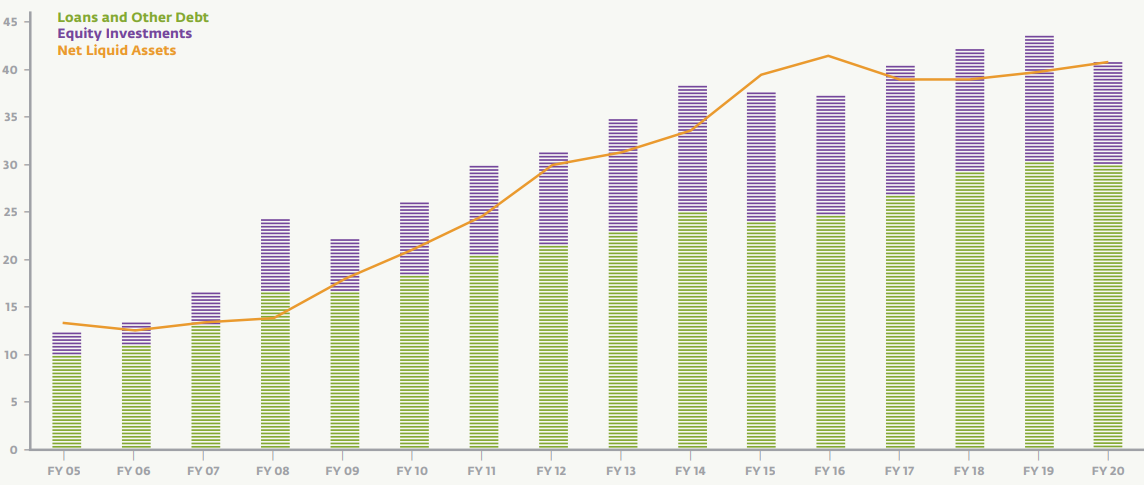 Loans and Other Debt
Equity Investments
Net Liquid Assets
45
40
35
30
25
20
15
10
5
0
FY 05 FY 06 FY 07 FY 08 FY 09 FY 10 FY 11 FY 12 FY 13 FY 14 FY 15 FY 16 FY 17 FY 18 FY 19 FY 20